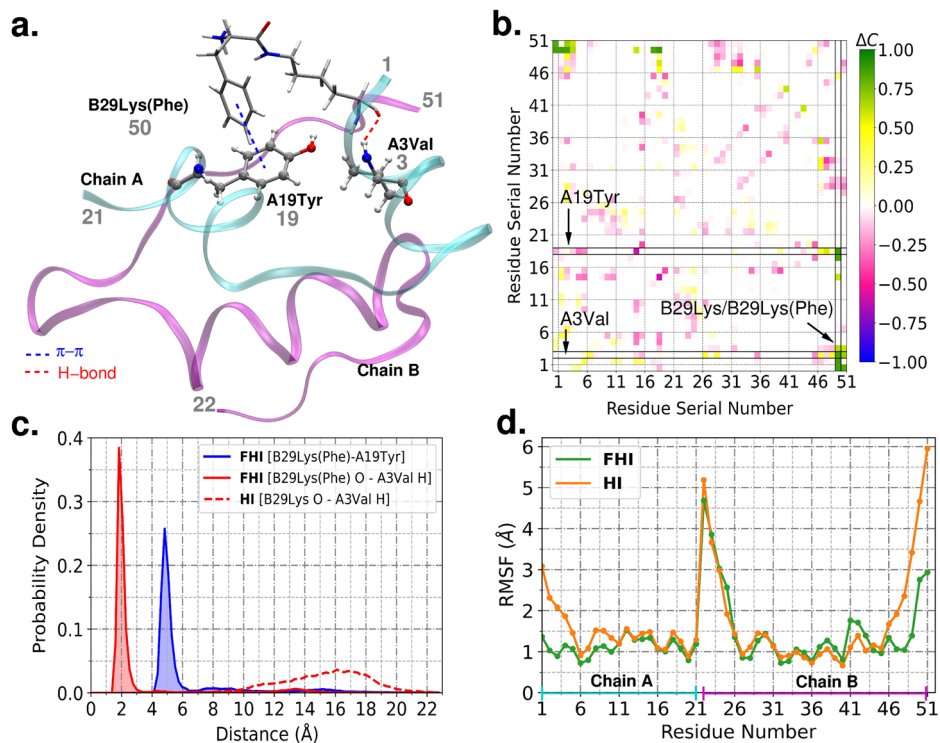 a.
B29Lys(Phe)
50
1
51
A3Val
3
Chain A
21
A19Tyr
19
π−π
H−bond
22
Chain B
b.
ΔC
51
46
41
36
31
26
21
16
11
6
1
Residue Serial Number
A19Tyr
A3Val
B29Lys/B29Lys(Phe)
1 6 11 16 21 26 31 36 41 46 51
Residue Serial Number
1.00
0.75
0.50
0.25
0.00
−0.25
−0.50
−0.75
−1.00
c.
FHI [B29Lys(Phe)-A19Tyr]
FHI [B29Lys(Phe) O - A3Val H]
HI [B29Lys O - A3Val H]
0.4
0.3
0.2
0.1
0.0
Probability Density
0 2 4 6 8 10 12 14 16 18 20 22
Distance (Å)
d.
FHI
HI
6
5
4
3
2
1
0
RMSF (Å)
Chain A
Chain B
1 6 11 16 21 26 31 36 41 46 51
Residue Number